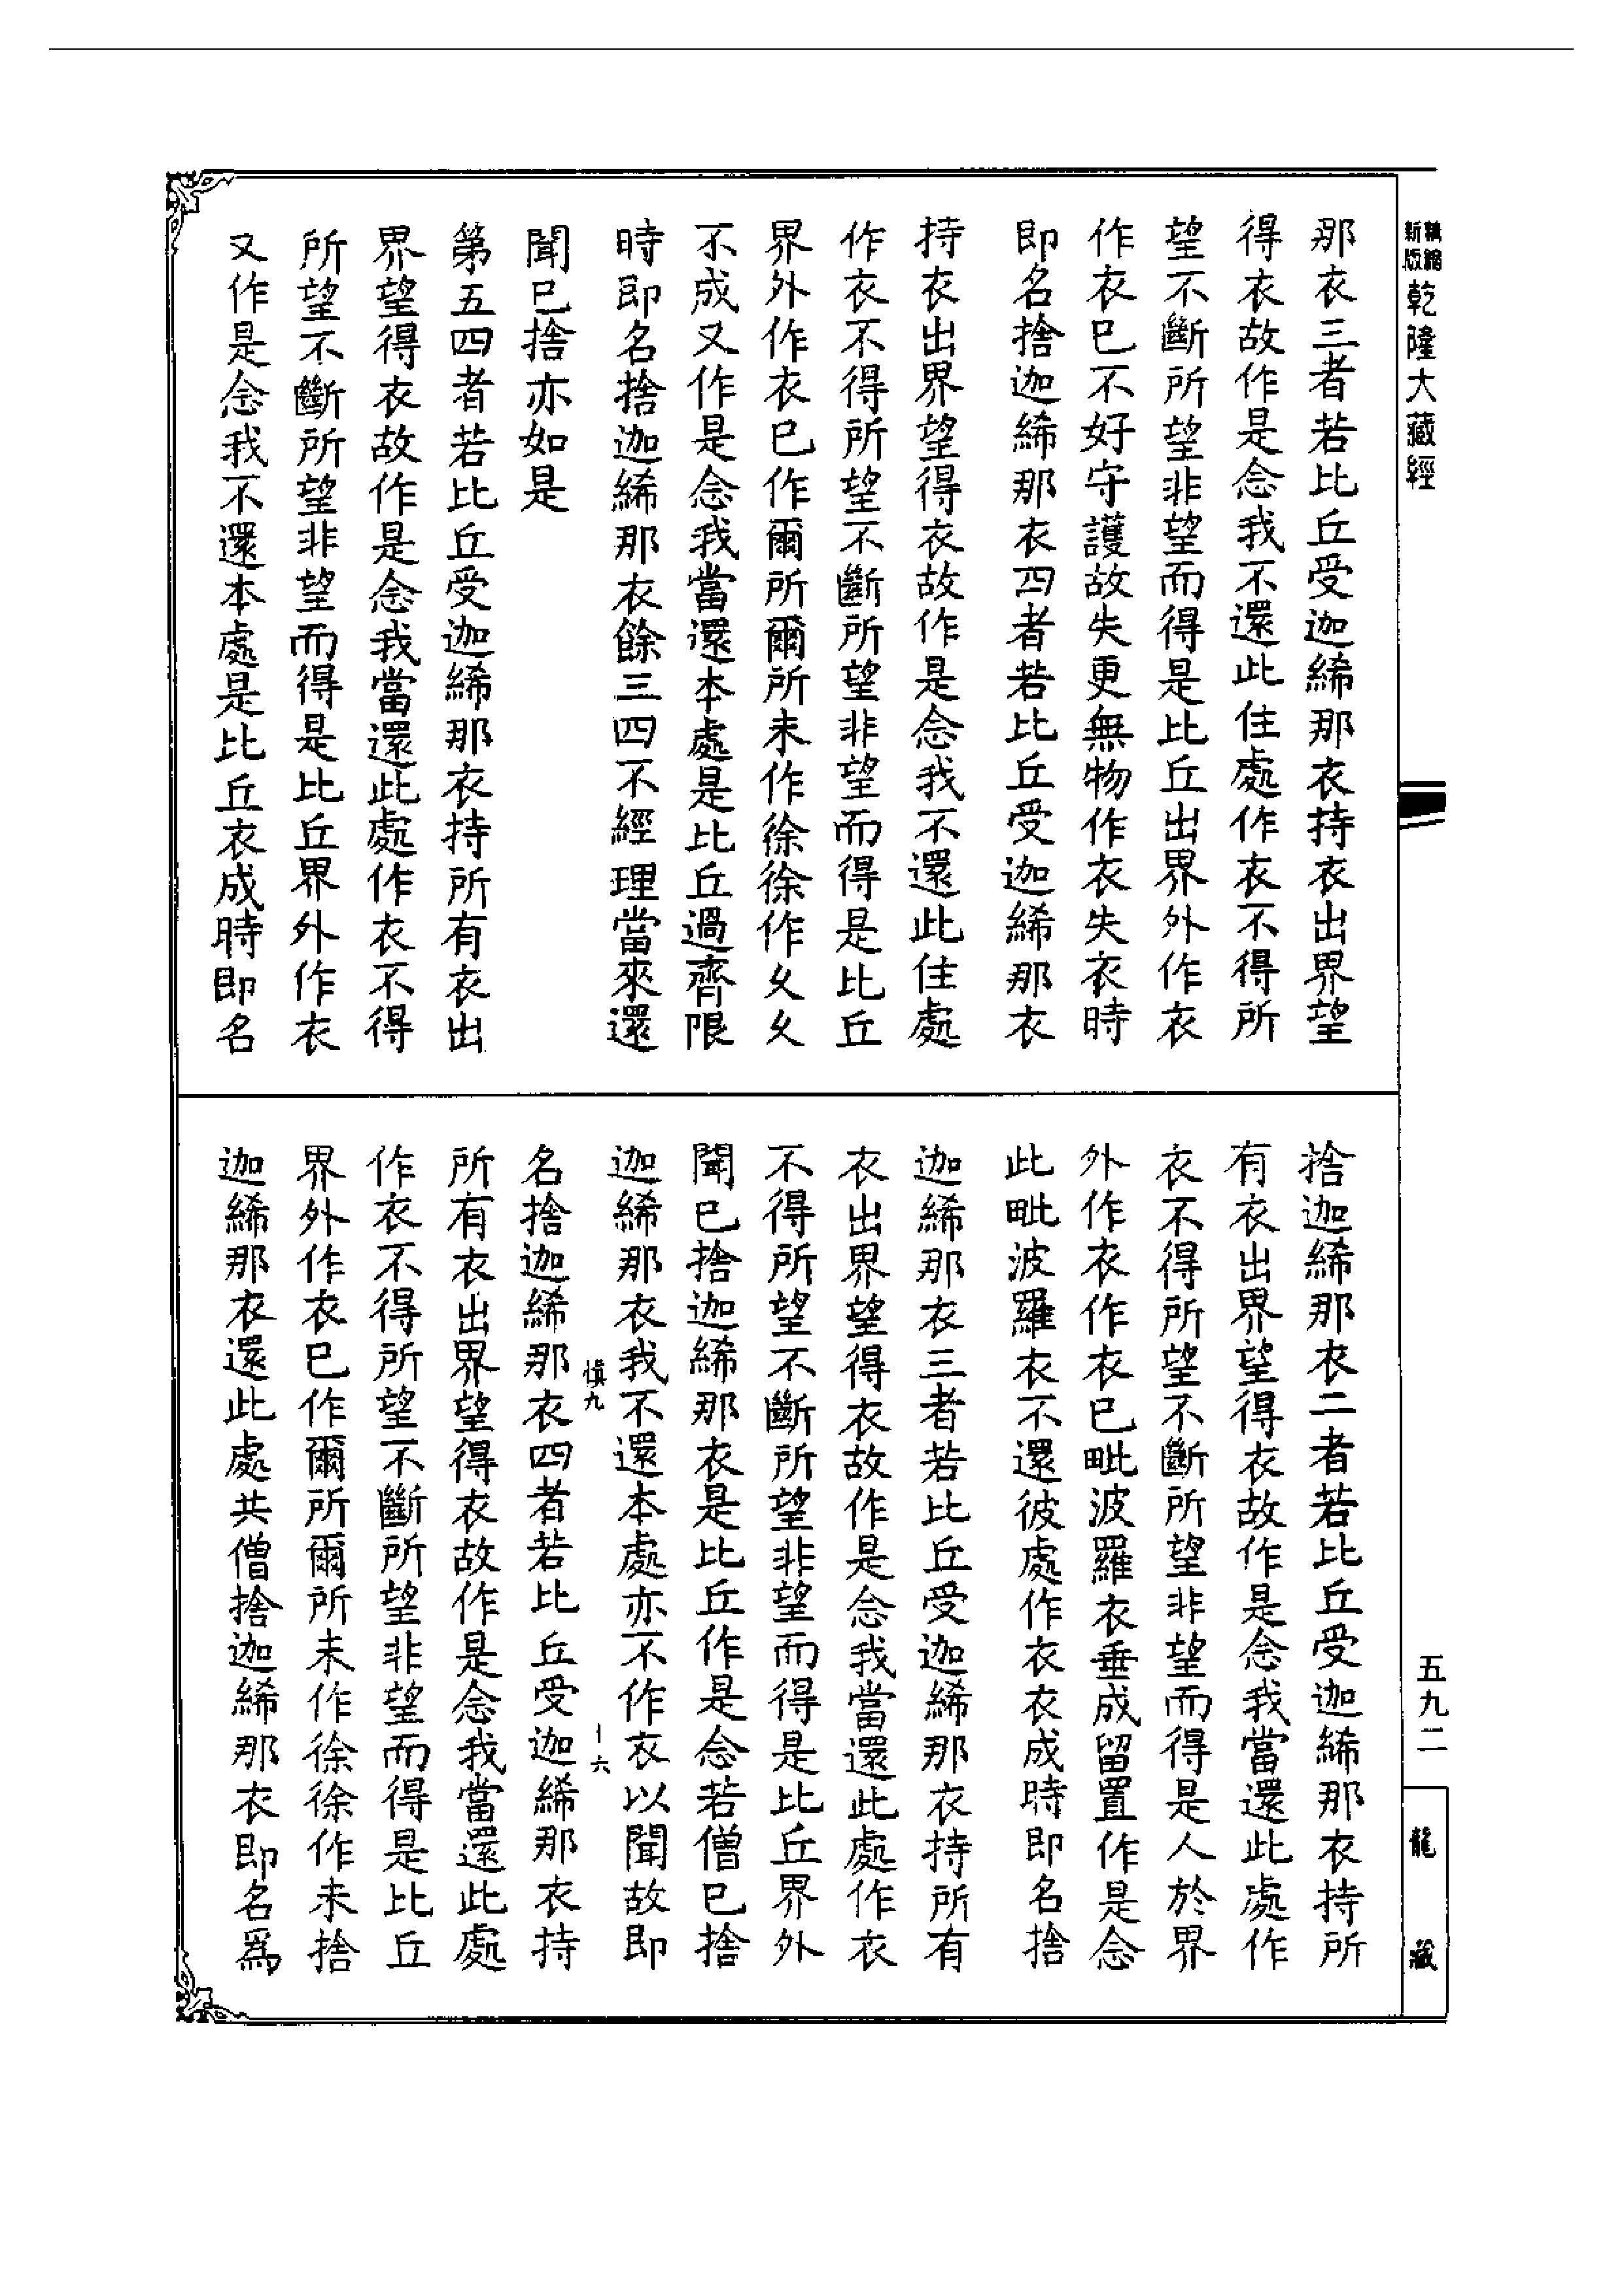 精縮新版乾隆大藏經
那衣三者若比丘受迦絺那衣持衣出界望
得衣故作是念我不還此住處作衣不得所
望不斷所望非望而得是比丘出界外作衣
作衣已不好守護故失更無物作衣失衣時
即名捨迦絺那衣四者若比丘受迦絺那衣
持衣出界望得衣故作是念我不還此住處
作衣不得所望不斷所望非望而得是比丘
界外作衣已作爾所爾所未作徐徐作久久
不成又作是念我當還本處是比丘過齊限
時即名捨迦絺那衣餘三四不經理當來還
聞已捨亦如是
第五四者若比丘受迦絺那衣持所有衣出
界望得衣故作是念我當還此處作衣不得
所望不斷所望非望而得是比丘界外作衣
又作是念我不還本處是比丘衣成時即名
捨迦絺那衣二者若比丘受迦絺那衣持所
有衣出界望得衣故作是念我當還此處作
衣不得所望不斷所望非望而得是人於界
外作衣作衣已毗波羅衣垂成留置作是念
此毗波羅衣不還彼處作衣衣成時即名捨
迦絺那衣三者若比丘受迦絺那衣持所有
衣出界望得衣故作是念我當還此處作衣
不得所望不斷所望非望而得是比丘界外
聞已捨迦絺那衣是比丘作是念若僧已捨
迦絺那衣我不還本處亦不作衣以聞故即
慎九
十六
名捨迦絺那衣四者若比丘受迦絺那衣持
所有衣出界望得衣故作是念我當還此處
作衣不得所望不斷所望非望而得是比丘
界外作衣已作爾所爾所未作徐徐作未捨
迦絺那衣還此處共僧捨迦絺那衣即名爲
五九二
龍藏